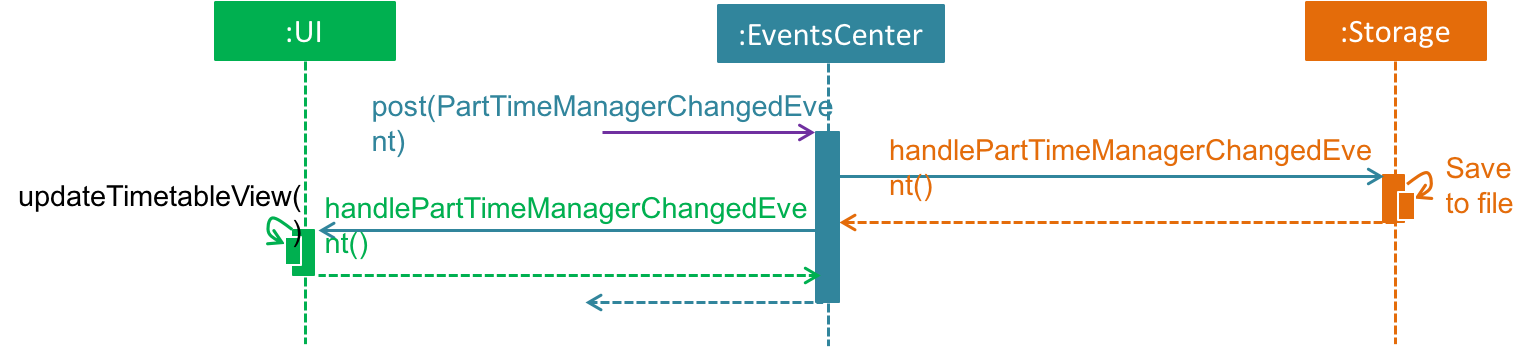 :UI
:EventsCenter
:Storage
post(PartTimeManagerChangedEve
nt)
handlePartTimeManagerChangedEve
nt()
Save
to file
updateTimetableView(
)
handlePartTimeManagerChangedEve
nt()